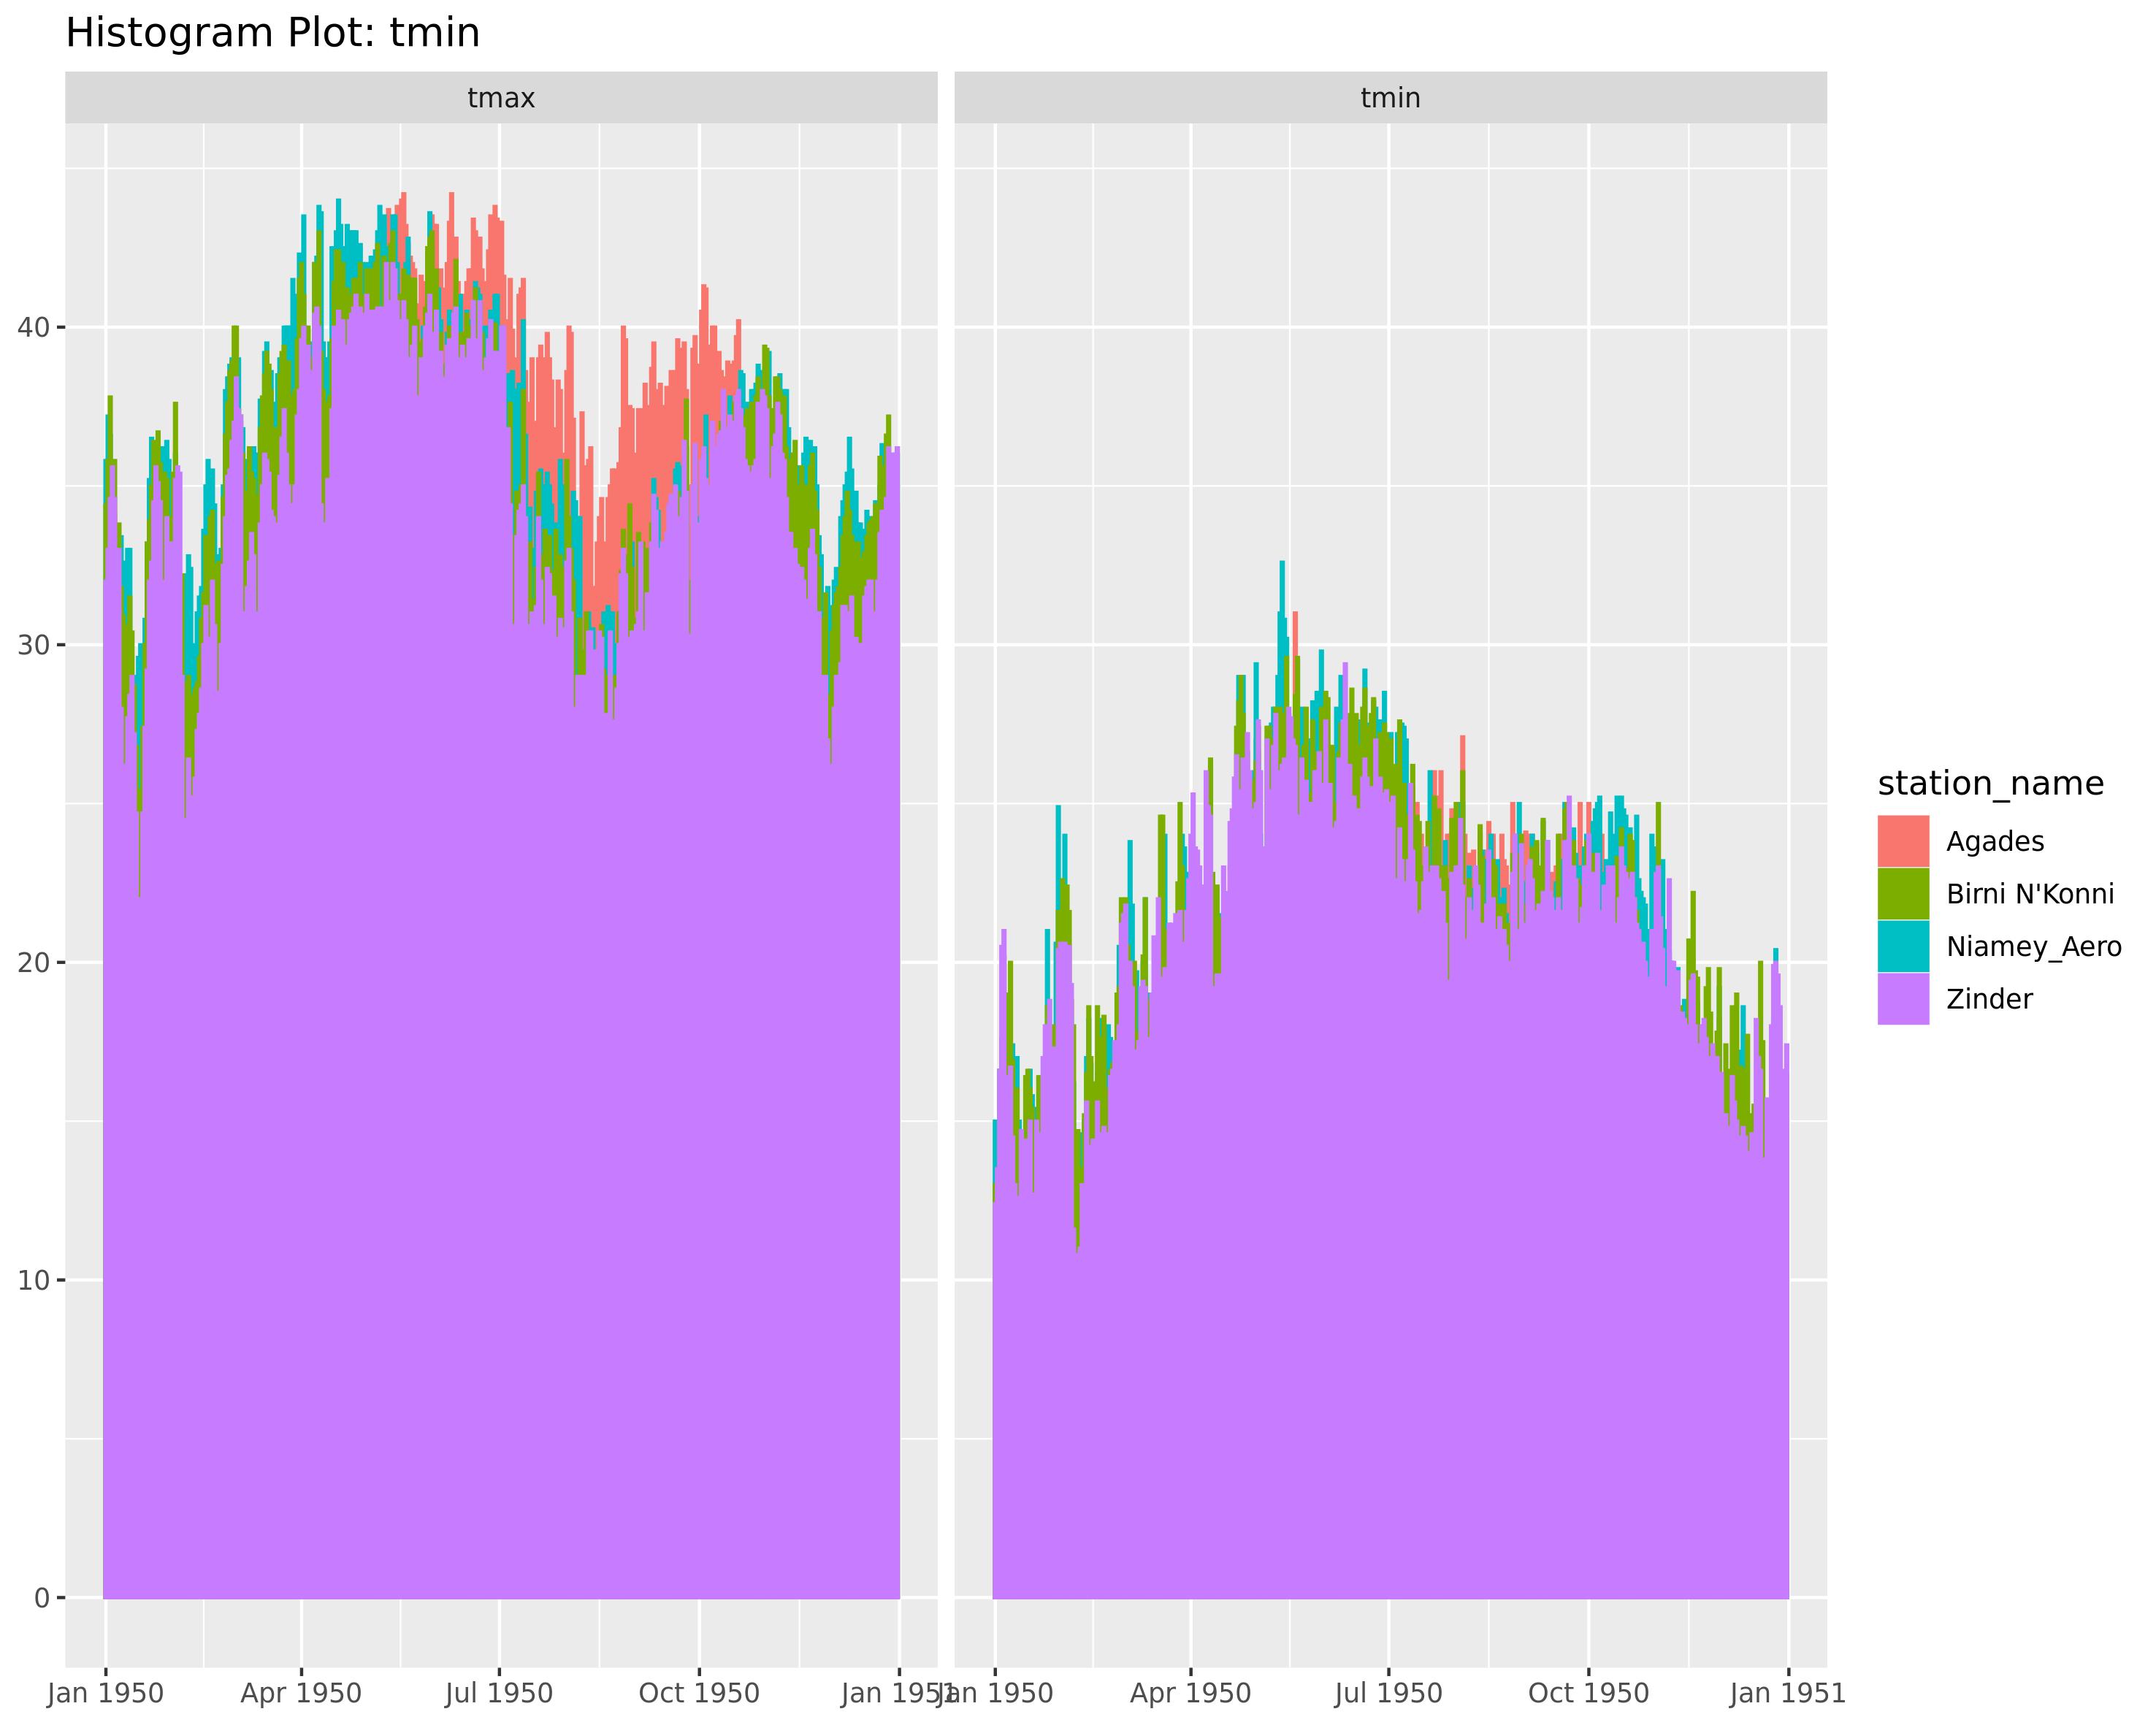 Histogram Plot: tmin
tmax
tmin
40
30
20
10
0
Jan 1950
Apr 1950
Jul 1950
Oct 1950
Jan 1951
Jan 1950
Apr 1950
Jul 1950
Oct 1950
Jan 1951
station_name
Agades
Birni N'Konni
Niamey_Aero
Zinder